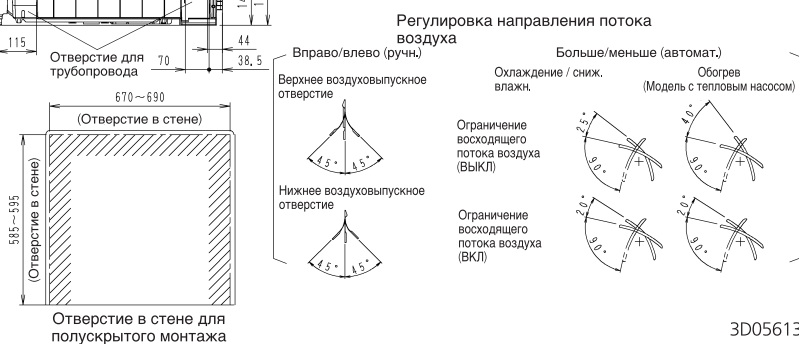 14
115
Отверстие для
трубопровода
44
70
38.5
670~690
(Отверстие в стене)
585~595
(Отверстие в стене)
Отверстие в стене для
полускрытого монтажа
Регулировка направления потока
воздуха
Вправо/влево (ручн.)
Верхнее воздуховыпускное
отверстие
45° 45°
Нижнее воздуховыпускное
отверстие
45° 45°
Больше/меньше (автомат.)
Охлаждение / сниж.
влажн.
Обогрев
(Модель с тепловым насосом)
Ограничение
восходящего
потока воздуха
(ВЫКЛ)
25°
90°
40°
90°
Ограничение
восходящего
потока воздуха
(ВКЛ)
20°
90°
20°
90°
3D05613